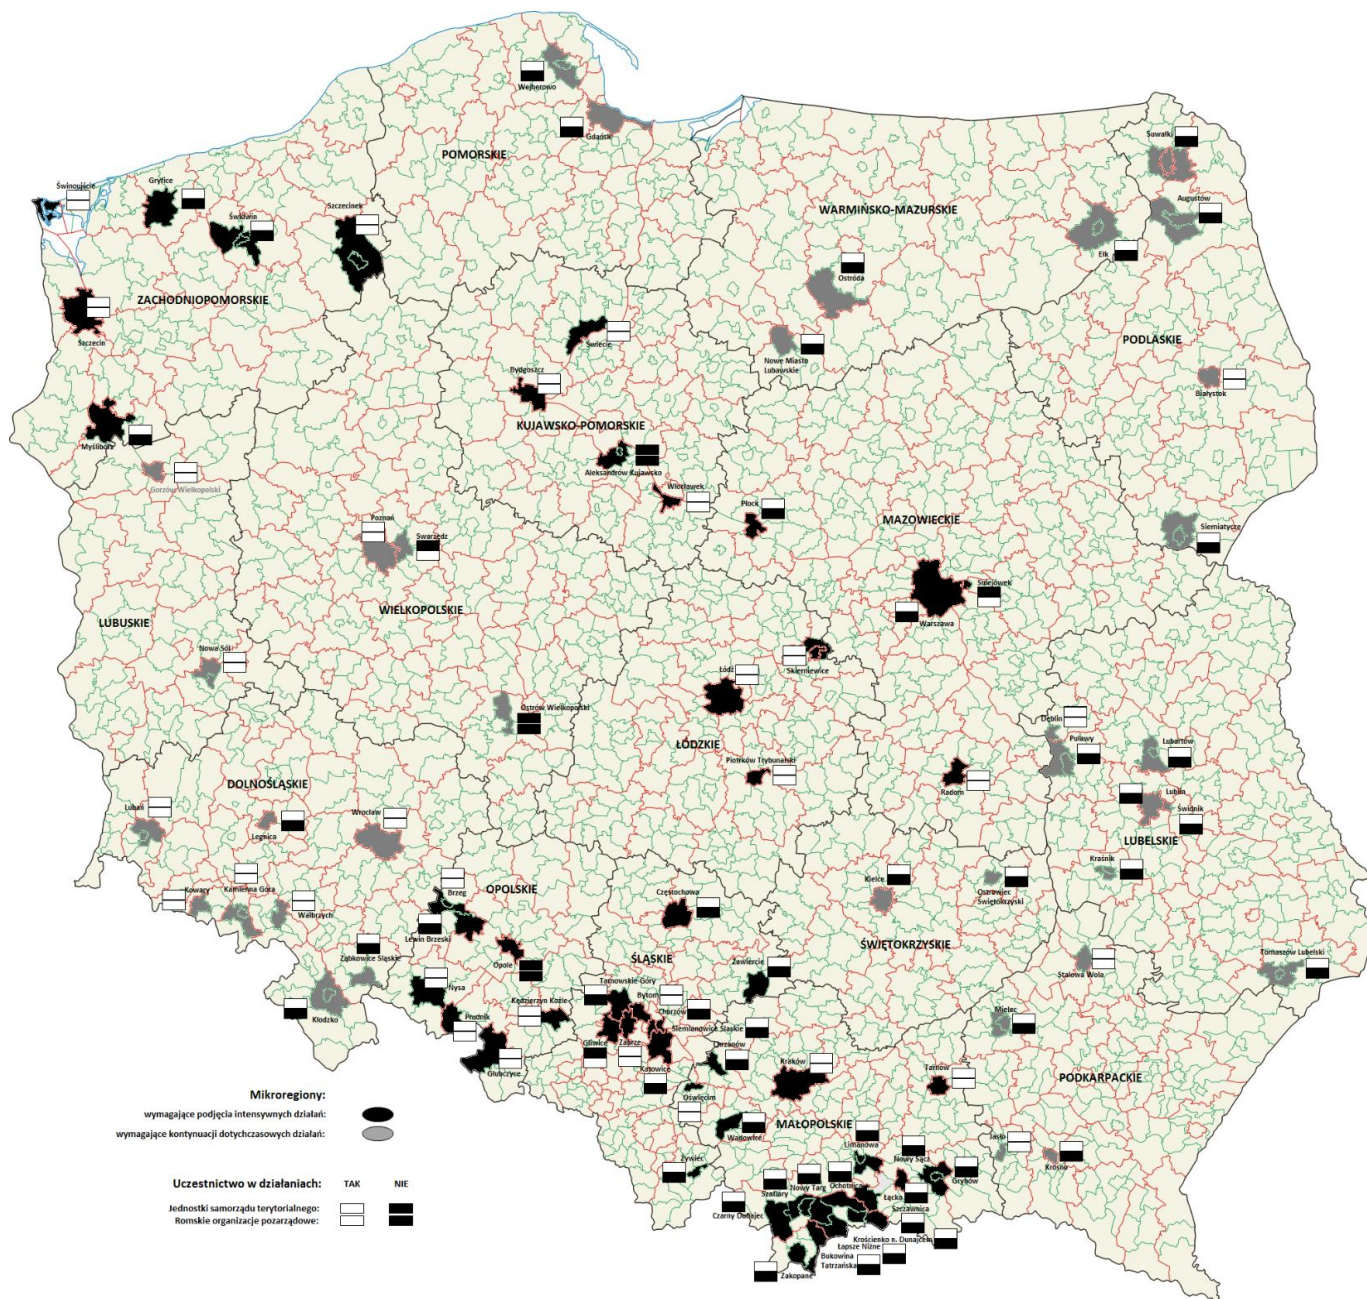 Wejherowo
Gdańsk
POMORSKIE
Suwałki
Augustów
Ełk
WARMIŃSKO-MAZURSKIE
Świnoujście
Gryfice
Świdwin
Szczecinek
Ostróda
ZACHODNIOPOMORSKIE
Szczecin
Świecie
Nowe Miasto
Lubawskie
PODLASKIE
Białystok
Bydgoszcz
Myślibórz
KUJAWSKO-POMORSKIE
Aleksandrów Kujawsko
Gorzów Wielkopolski
Włocławek
Płock
MAZOWIECKIE
Siemiatycze
Poznań
Swarzędz
Sulejówek
Warszawa
WIELKOPOLSKIE
LUBUSKIE
Nowa Sól
Skierniewice
Łódź
Ostrów Wielkopolski
ŁÓDZKIE
Dęblin
Puławy
Lubartów
Piotrków Trybunalski
Radom
DOLNOŚLĄSKIE
Lubań
Legnica
Wrocław
Lublin
Świdnik
LUBELSKIE
Kraśnik
Kielce
Ostrowiec
Świętokrzyski
Kowary
Kamienna Góra
Wałbrzych
Brzeg
OPOLSKIE
Częstochowa
Lewin Brzeski
ŚWIĘTOKRZYSKIE
Ząbkowice Śląskie
Opole
ŚLĄSKIE
Zawiercie
Stalowa Wola
Tomaszów Lubelski
Kłodzko
Nysa
Tarnowskie Góry
Bytom
Kędzierzyn Koźle
Chorzów
Siemianowice Śląskie
Mielec
Prudnik
Gliwice
Zabrze
Katowice
Chrzanów
Kraków
Głubczyce
Tarnów
PODKARPACKIE
Oświęcim
Mikroregiony:
wymagające podjęcia intensywnych działań:
wymagające kontynuacji dotychczasowych działań:
Wadowice
MAŁOPOLSKIE
Limanowa
Nowy Sącz
Jasło
Krosno
Żywiec
Grybów
Uczestnictwo w działaniach: TAK NIE
Jednostki samorządu terytorialnego:
Romskie organizacje pozarządowe:
Szaflary
Nowy Targ
Ochotnica
Łącko
Szczawnica
Czarny Dunajec
Krościenko n. Dunajcem
Łapsze Niżne
Bukowina
Tatrzańska
Zakopane